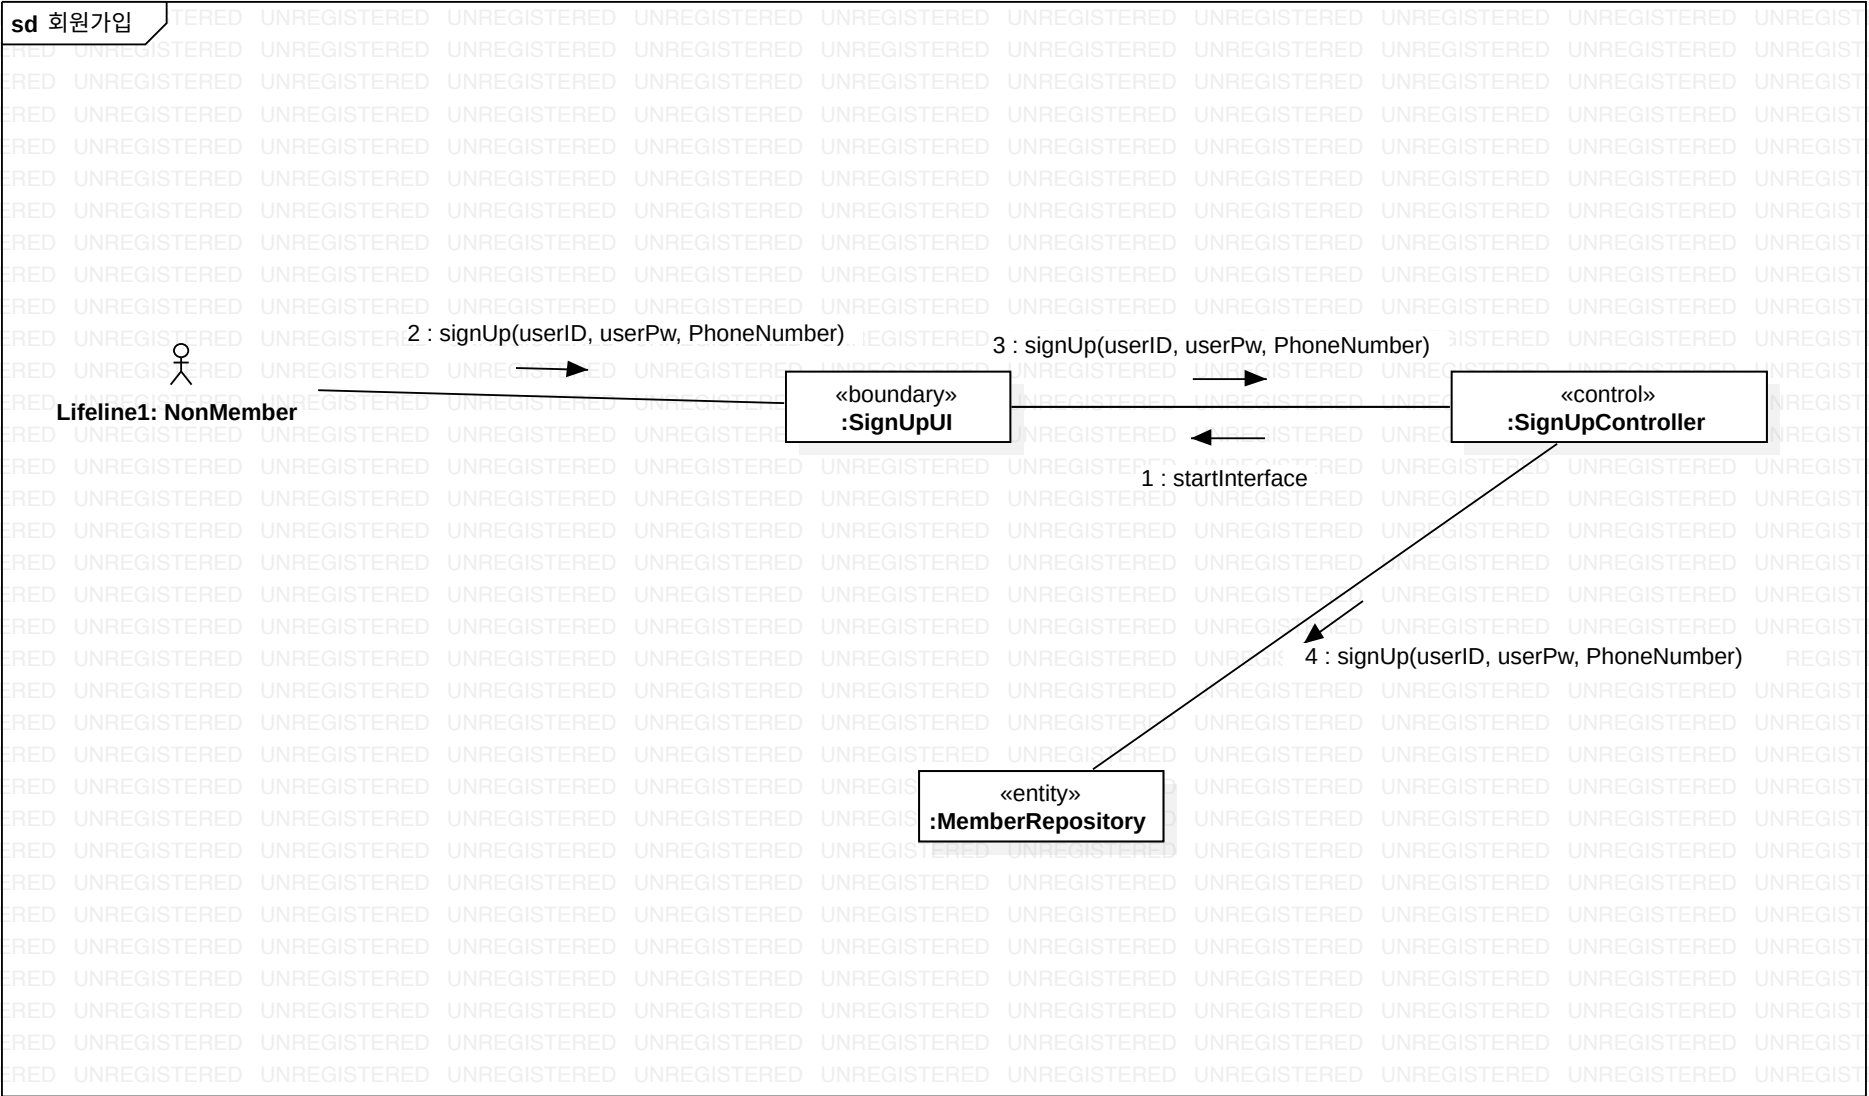 sd 회원가입
2 : signUp(userID, userPw, PhoneNumber)
3 : signUp(userID, userPw, PhoneNumber)
Lifeline1: NonMember
«boundary»
:SignUpUI
«control»
:SignUpController
1 : startInterface
4 : signUp(userID, userPw, PhoneNumber)
«entity»
:MemberRepository
UNREGISTERED